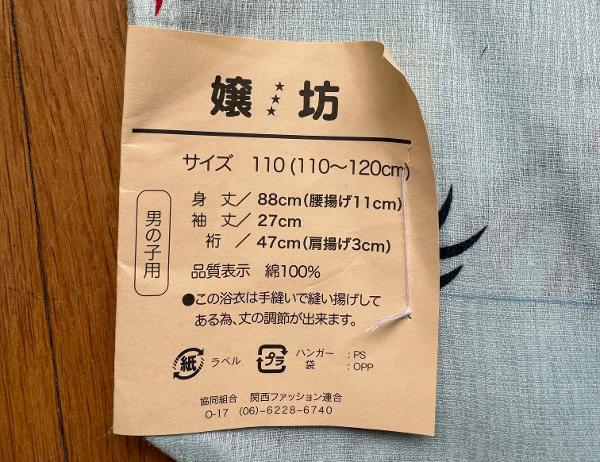 嬢 ★★★ 坊
サイズ 110 (110〜120cm)
身 丈／88cm(腰揚げ11cm)
袖 丈／27cm
裄／47cm(肩揚げ3cm)
男の子用
品質表示 綿100%
●この浴衣は手縫いで縫い揚げして
ある為、丈の調節が出来ます。
紙 ラベル プラ ハンガー : PS
袋 : OPP
協同組合 関西ファッション連合
O-17 (06)-6228-6740